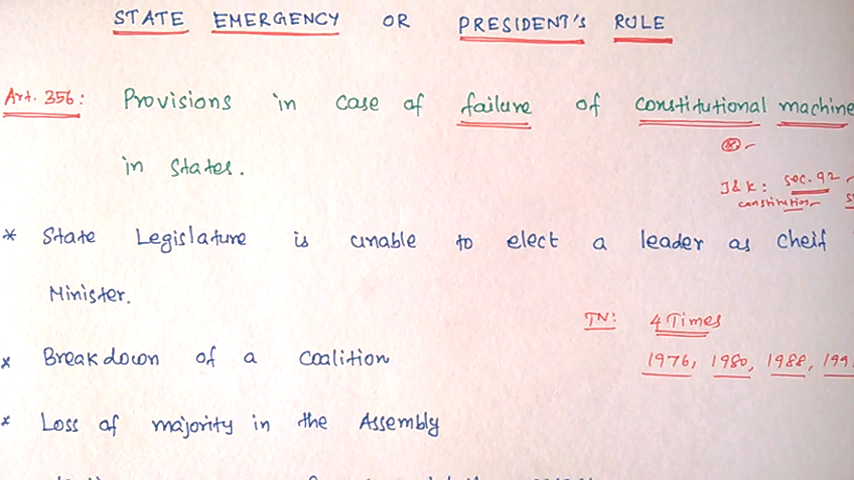 STATE EMERGENCY OR PRESIDENT'S RULE
Art. 356: Provisions in case of failure of constitutional machine
in states.
J&K: sec. 92
constitution
* State Legislature is unable to elect a leader as cheif
Minister.
TN: 4 Times
1976, 1980, 1988, 199
* Breakdown of a coalition
* Loss of majority in the Assembly